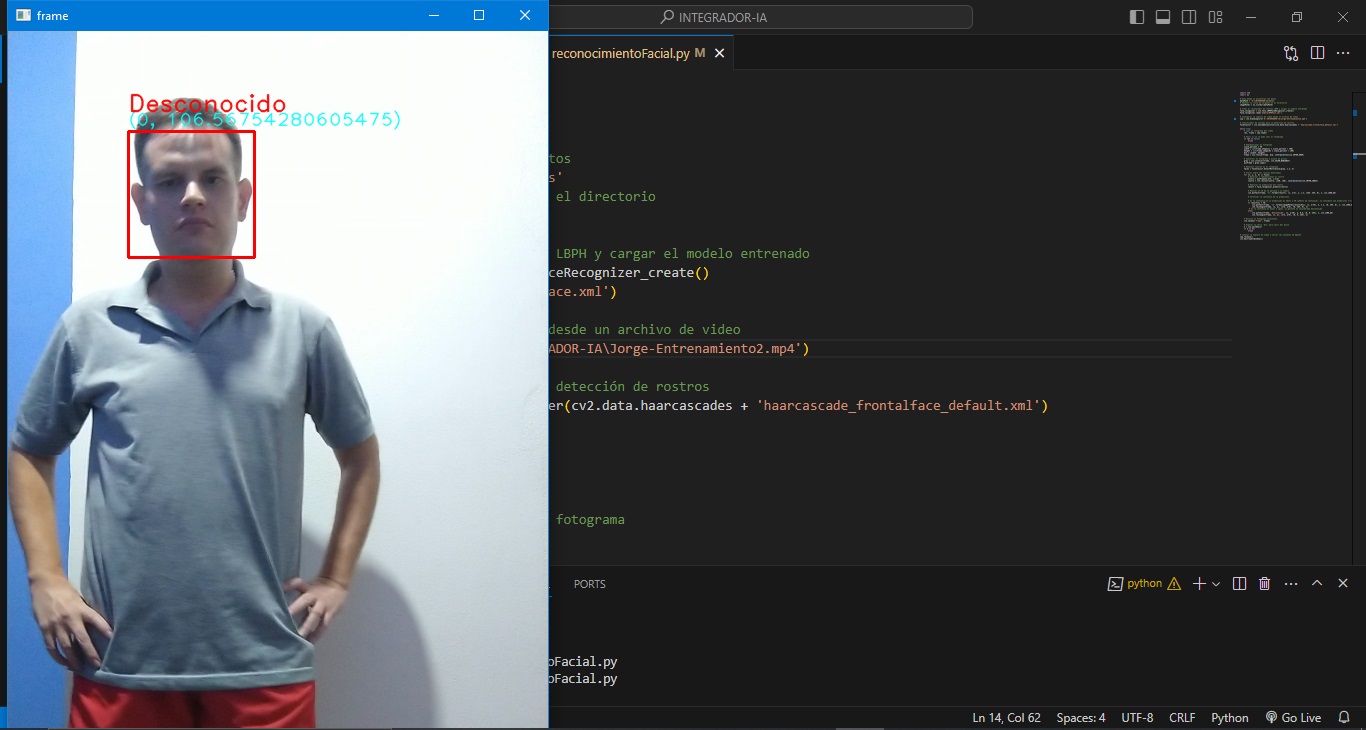 frame
INTEGRADOR-IA
reconocimientoFacial.py M
Desconocido
(0, 106.56754280605475)
tos
s'
el directorio
LBPH y cargar el modelo entrenado
ceRecognizer_create()
ace.xml')
desde un archivo de video
ADOR-IA\Jorge-Entrenamiento2.mp4')
detección de rostros
er(cv2.data.haarcascades + 'haarcascade_frontalface_default.xml')
fotograma
PORTS
python
oFacial.py
oFacial.py
Ln 14, Col 62 Spaces: 4 UTF-8 CRLF Python Go Live